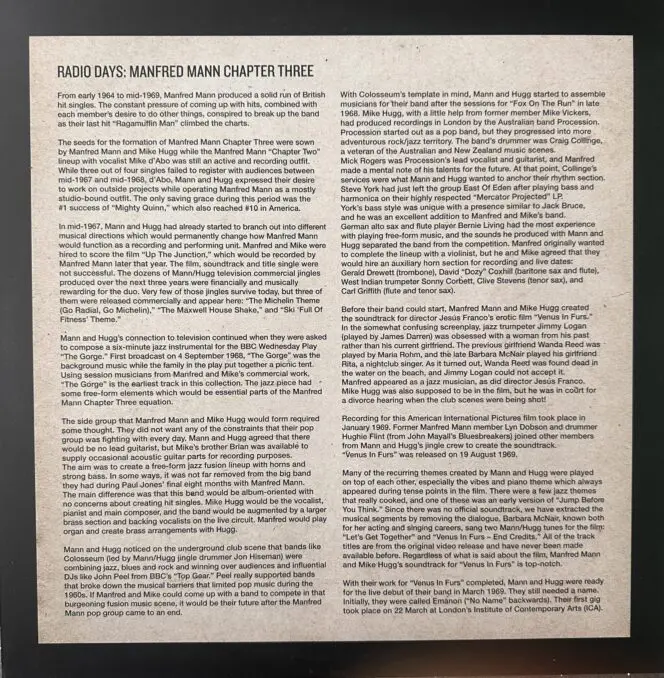 RADIO DAYS: MANFRED MANN CHAPTER THREE
From early 1964 to mid-1969, Manfred Mann produced a solid run of British
hit singles. The constant pressure of coming up with hits, combined with
each member's desire to do other things, conspired to break up the band
as their last hit "Ragamuffin Man" climbed the charts.
The seeds for the formation of Manfred Mann Chapter Three were sown
by Manfred Mann and Mike Hugg while the Manfred Mann "Chapter Two"
lineup with vocalist Mike d'Abo was still an active and recording outfit.
While three out of four singles failed to register with audiences between
mid-1967 and mid-1968, d'Abo, Mann and Hugg expressed their desire
to work on outside projects while operating Manfred Mann as a mostly
studio-bound outfit. The only saving grace during this period was the
#1 success of "Mighty Quinn," which also reached #10 in America.
In mid-1967, Mann and Hugg had already started to branch out into different
musical directions which would permanently change how Manfred Mann
would function as a recording and performing unit. Manfred and Mike were
hired to score the film "Up The Junction," which would be recorded by
Manfred Mann later that year. The film, soundtrack and title single were
not successful. The dozens of Mann/Hugg television commercial jingles
produced over the next three years were financially and musically
rewarding for the duo. Very few of those jingles survive today, but three of
them were released commercially and appear here: "The Michelin Theme
(Go Radial, Go Michelin)," "The Maxwell House Shake," and "Ski 'Full Of
Fitness' Theme."
Mann and Hugg's connection to television continued when they were asked
to compose a six-minute jazz instrumental for the BBC Wednesday Play
"The Gorge." First broadcast on 4 September 1968, "The Gorge" was the
background music while the family in the play put together a picnic tent.
Using session musicians from Manfred and Mike's commercial work,
"The Gorge" is the earliest track in this collection. The jazz piece had
some free-form elements which would be essential parts of the Manfred
Mann Chapter Three equation.
The side group that Manfred Mann and Mike Hugg would form required
some thought. They did not want any of the constraints that their pop
group was fighting with every day. Mann and Hugg agreed that there
would be no lead guitarist, but Mike's brother Brian was available to
supply occasional acoustic guitar parts for recording purposes.
The aim was to create a free-form jazz fusion lineup with horns and
strong bass. In some ways, it was not far removed from the big band
they had during Paul Jones' final eight months with Manfred Mann.
The main difference was that this band would be album-oriented with
no concerns about creating hit singles. Mike Hugg would be the vocalist,
pianist and main composer, and the band would be augmented by a larger
brass section and backing vocalists on the live circuit. Manfred would play
organ and create brass arrangements with Hugg.
Mann and Hugg noticed on the underground club scene that bands like
Colosseum (led by Mann/Hugg jingle drummer Jon Hiseman) were
combining jazz, blues and rock and winning over audiences and influential
DJs like John Peel from BBC's "Top Gear." Peel really supported bands
that broke down the musical barriers that limited pop music during the
1960s. If Manfred and Mike could come up with a band to compete in that
burgeoning fusion music scene, it would be their future after the Manfred
Mann pop group came to an end.
With Colosseum's template in mind, Mann and Hugg started to assemble
musicians for their band after the sessions for "Fox On The Run" in late
1968. Mike Hugg, with a little help from former member Mike Vickers,
had produced recordings in London by the Australian band Procession.
Procession started out as a pop band, but they progressed into more
adventurous rock/jazz territory. The band's drummer was Craig Collinge,
a veteran of the Australian and New Zealand music scenes.
Mick Rogers was Procession's lead vocalist and guitarist, and Manfred
made a mental note of his talents for the future. At that point, Collinge's
services were what Mann and Hugg wanted to anchor their rhythm section.
Steve York had just left the group East Of Eden after playing bass and
harmonica on their highly respected "Mercator Projected" LP.
York's bass style was unique with a presence similar to Jack Bruce,
and he was an excellent addition to Manfred and Mike's band.
German alto sax and flute player Bernie Living had the most experience
with playing free-form music, and the sounds he produced with Mann and
Hugg separated the band from the competition. Manfred originally wanted
to complete the lineup with a violinist, but he and Mike agreed that they
would hire an auxiliary horn section for recording and live dates:
Gerald Drewett (trombone), David "Dozy" Coxhill (baritone sax and flute),
West Indian trumpeter Sonny Corbett, Clive Stevens (tenor sax), and
Carl Griffith (flute and tenor sax).
Before their band could start, Manfred Mann and Mike Hugg created
the soundtrack for director Jesús Franco's erotic film "Venus In Furs."
In the somewhat confusing screenplay, jazz trumpeter Jimmy Logan
(played by James Darren) was obsessed with a woman from his past
rather than his current girlfriend. The previous girlfriend Wanda Reed was
played by Maria Rohm, and the late Barbara McNair played his girlfriend
Rita, a nightclub singer. As it turned out, Wanda Reed was found dead
in the water on the beach, and Jimmy Logan could not accept it.
Manfred appeared as a jazz musician, as did director Jesús Franco.
Mike Hugg was also supposed to be in the film, but he was in court for
a divorce hearing when the club scenes were being shot!
Recording for this American International Pictures film took place in
January 1969. Former Manfred Mann member Lyn Dobson and drummer
Hughie Flint (from John Mayall's Bluesbreakers) joined other members
from Mann and Hugg's jingle crew to create the soundtrack.
"Venus In Furs" was released on 19 August 1969.
Many of the recurring themes created by Mann and Hugg were played
on top of each other, especially the vibes and piano theme which always
appeared during tense points in the film. There were a few jazz themes
that really cooked, and one of these was an early version of "Jump Before
You Think." Since there was no official soundtrack, we have extracted the
musical segments by removing the dialogue. Barbara McNair, known both
for her acting and singing careers, sang two Mann/Hugg tunes for the film:
"Let's Get Together" and "Venus In Furs – End Credits." All of the track
titles are from the original video release and have never been made
available before. Regardless of what is said about the film, Manfred Mann
and Mike Hugg's soundtrack for "Venus In Furs" is top-notch.
With their work for "Venus In Furs" completed, Mann and Hugg were ready
for the live debut of their band in March 1969. They still needed a name.
Initially, they were called Emanon ("No Name" backwards). Their first gig
took place on 22 March at London's Institute of Contemporary Arts (ICA).